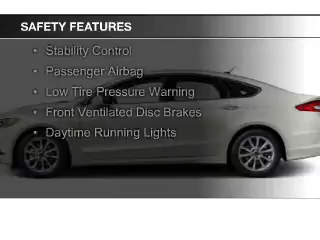 SAFETY FEATURES
• Stability Control
• Passenger Airbag
• Low Tire Pressure Warning
• Front Ventilated Disc Brakes
• Daytime Running Lights